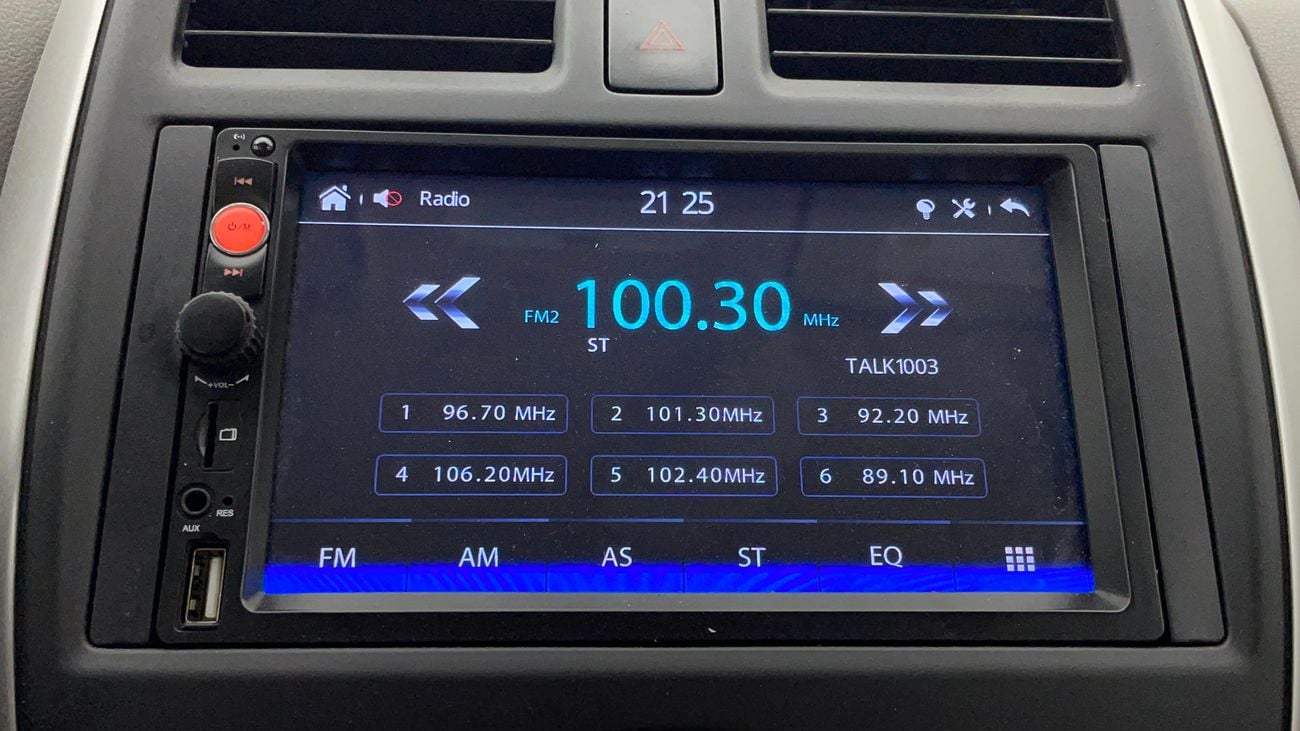 Radio 21 25
⏻/M
FM2 100.30 MHz
ST
TALK1003
+VOL-
1 96.70 MHz 2 101.30MHz 3 92.20 MHz
4 106.20MHz 5 102.40MHz 6 89.10 MHz
RES
AUX
FM AM AS ST EQ